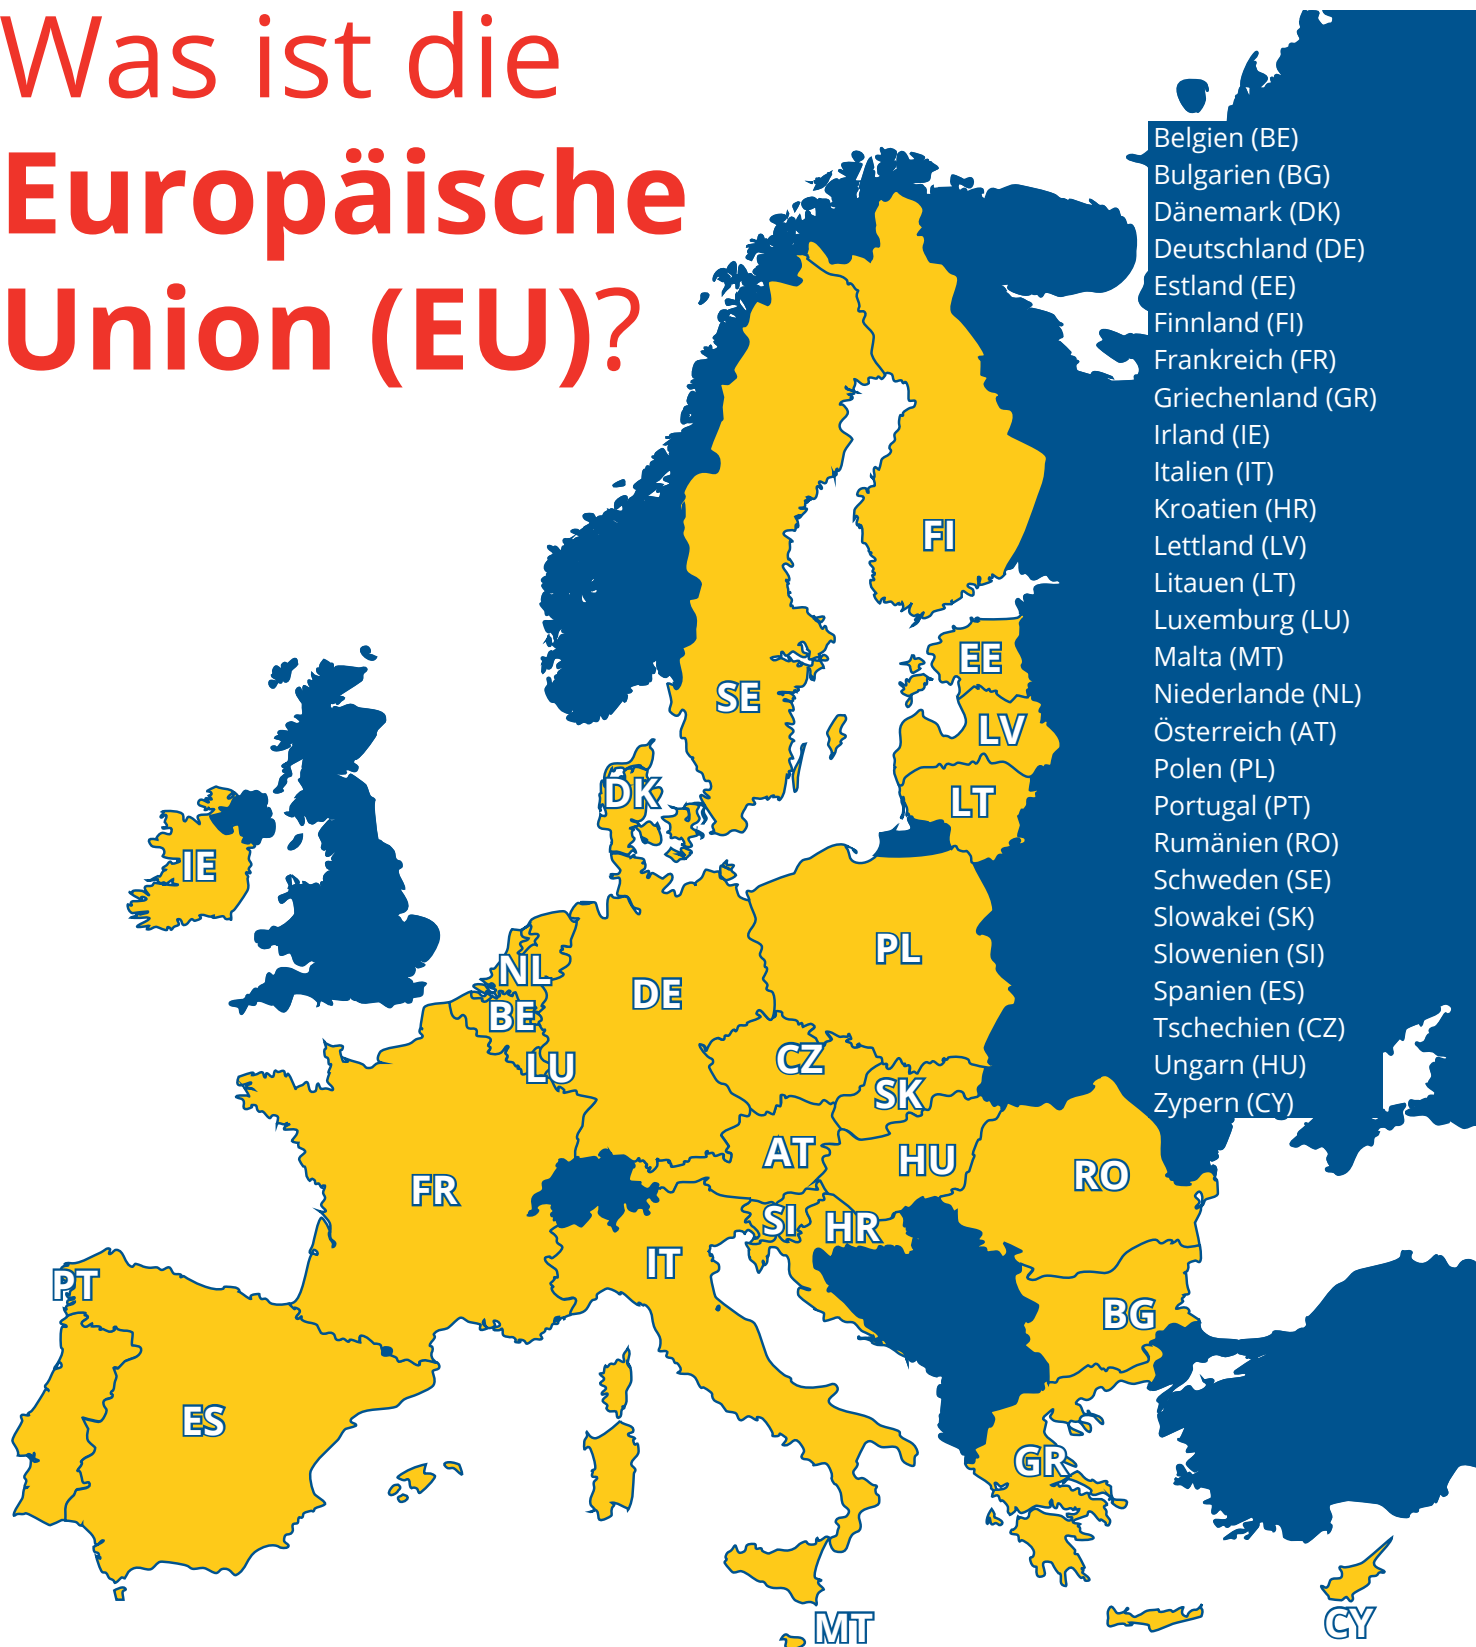 Was ist die
Europäische
Union (EU)?
Belgien (BE)
Bulgarien (BG)
Dänemark (DK)
Deutschland (DE)
Estland (EE)
Finnland (FI)
Frankreich (FR)
Griechenland (GR)
Irland (IE)
Italien (IT)
Kroatien (HR)
Lettland (LV)
Litauen (LT)
Luxemburg (LU)
Malta (MT)
Niederlande (NL)
Österreich (AT)
Polen (PL)
Portugal (PT)
Rumänien (RO)
Schweden (SE)
Slowakei (SK)
Slowenien (SI)
Spanien (ES)
Tschechien (CZ)
Ungarn (HU)
Zypern (CY)
FI
EE
SE
LV
DK
LT
IE
PL
NL
DE
BE
CZ
LU
SK
AT
HU
RO
FR
SI
HR
IT
PT
BG
ES
GR
MT
CY